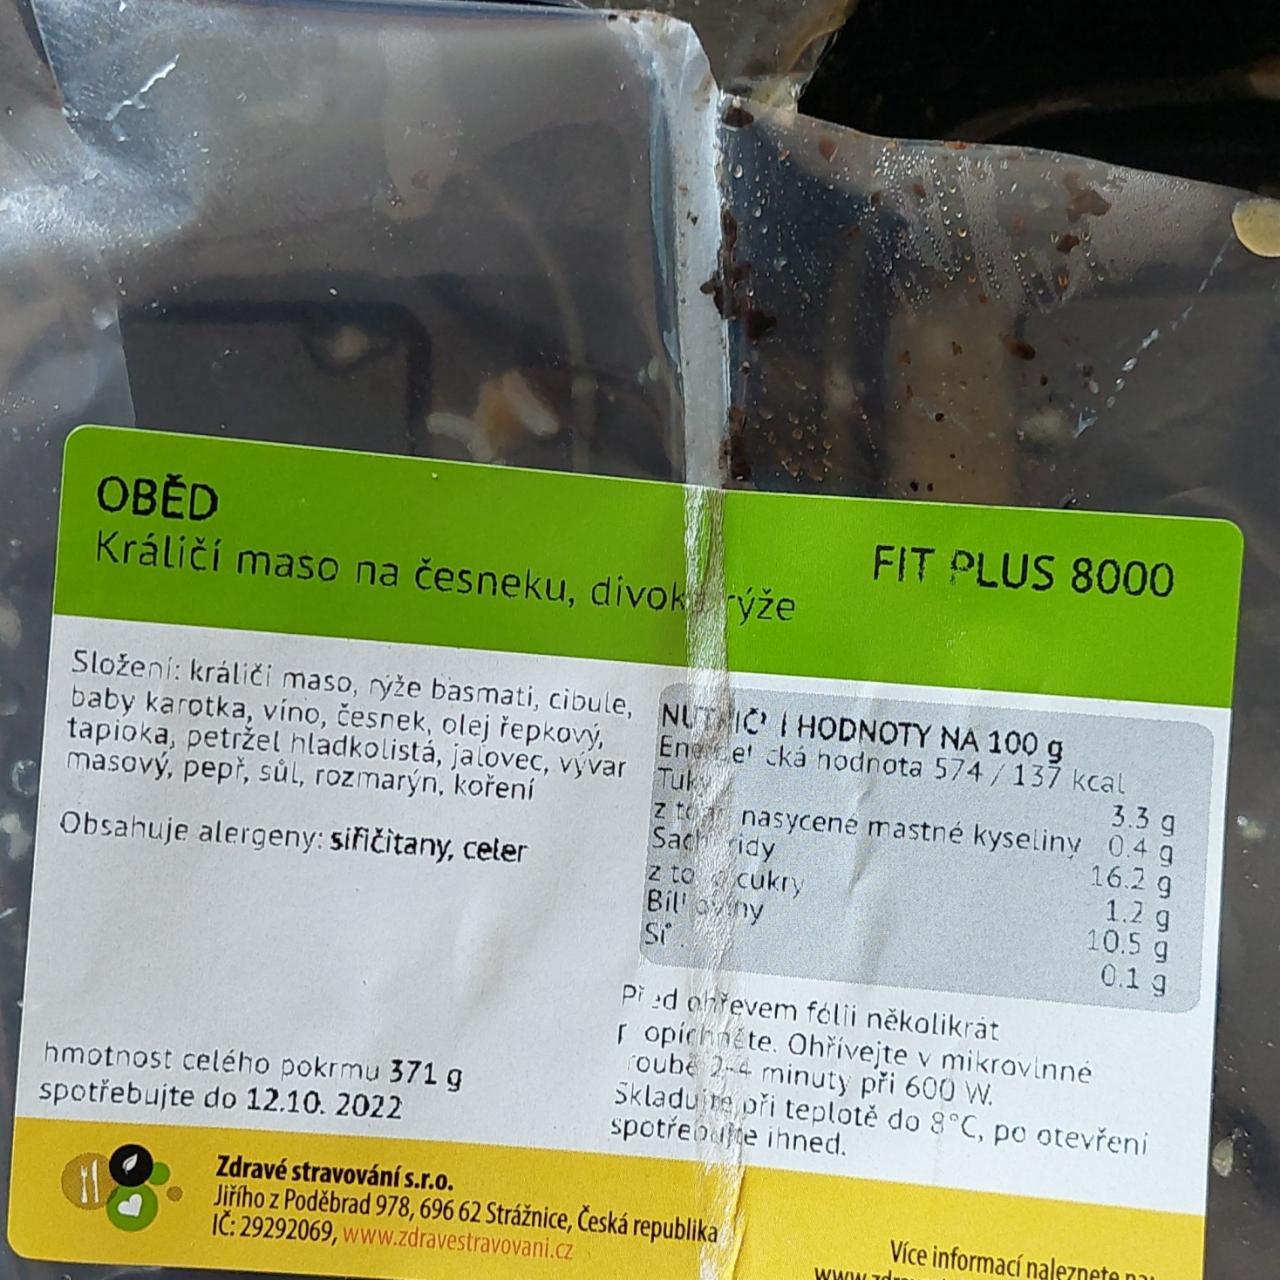 OBĚD
Králičí maso na česneku, divok rýže
FIT PLUS 8000
Složení: králičí maso, rýže basmati, cibule,
baby karotka, víno, česnek, olej řepkový,
tapioka, petržel hladkolistá, jalovec, vývar
masový, pepř, sůl, rozmarýn, koření
Obsahuje alergeny: siřičitany, celer
hmotnost celého pokrmu 371 g
spotřebujte do 12.10. 2022
HODNOTY NA 100 g
hodnota 574 / 137 kcal
Tuky 3.3 g
z toho nasycené mastné kyseliny 0.4 g
Sacharidy 16.2 g
z toho cukry 1.2 g
Bílkoviny 10.5 g
0.1 g
Před ohřevem fólii několikrát
propíchněte. Ohřívejte v mikrovlnné
troubě 2-4 minuty při 600 W.
Skladujte při teplotě do 8°C, po otevření
spotřebujte ihned.
Zdravé stravování s.r.o.
Jiřího z Poděbrad 978, 696 62 Strážnice, Česká republika
IČ: 29292069, www.zdravestravovani.cz
Více informací naleznete